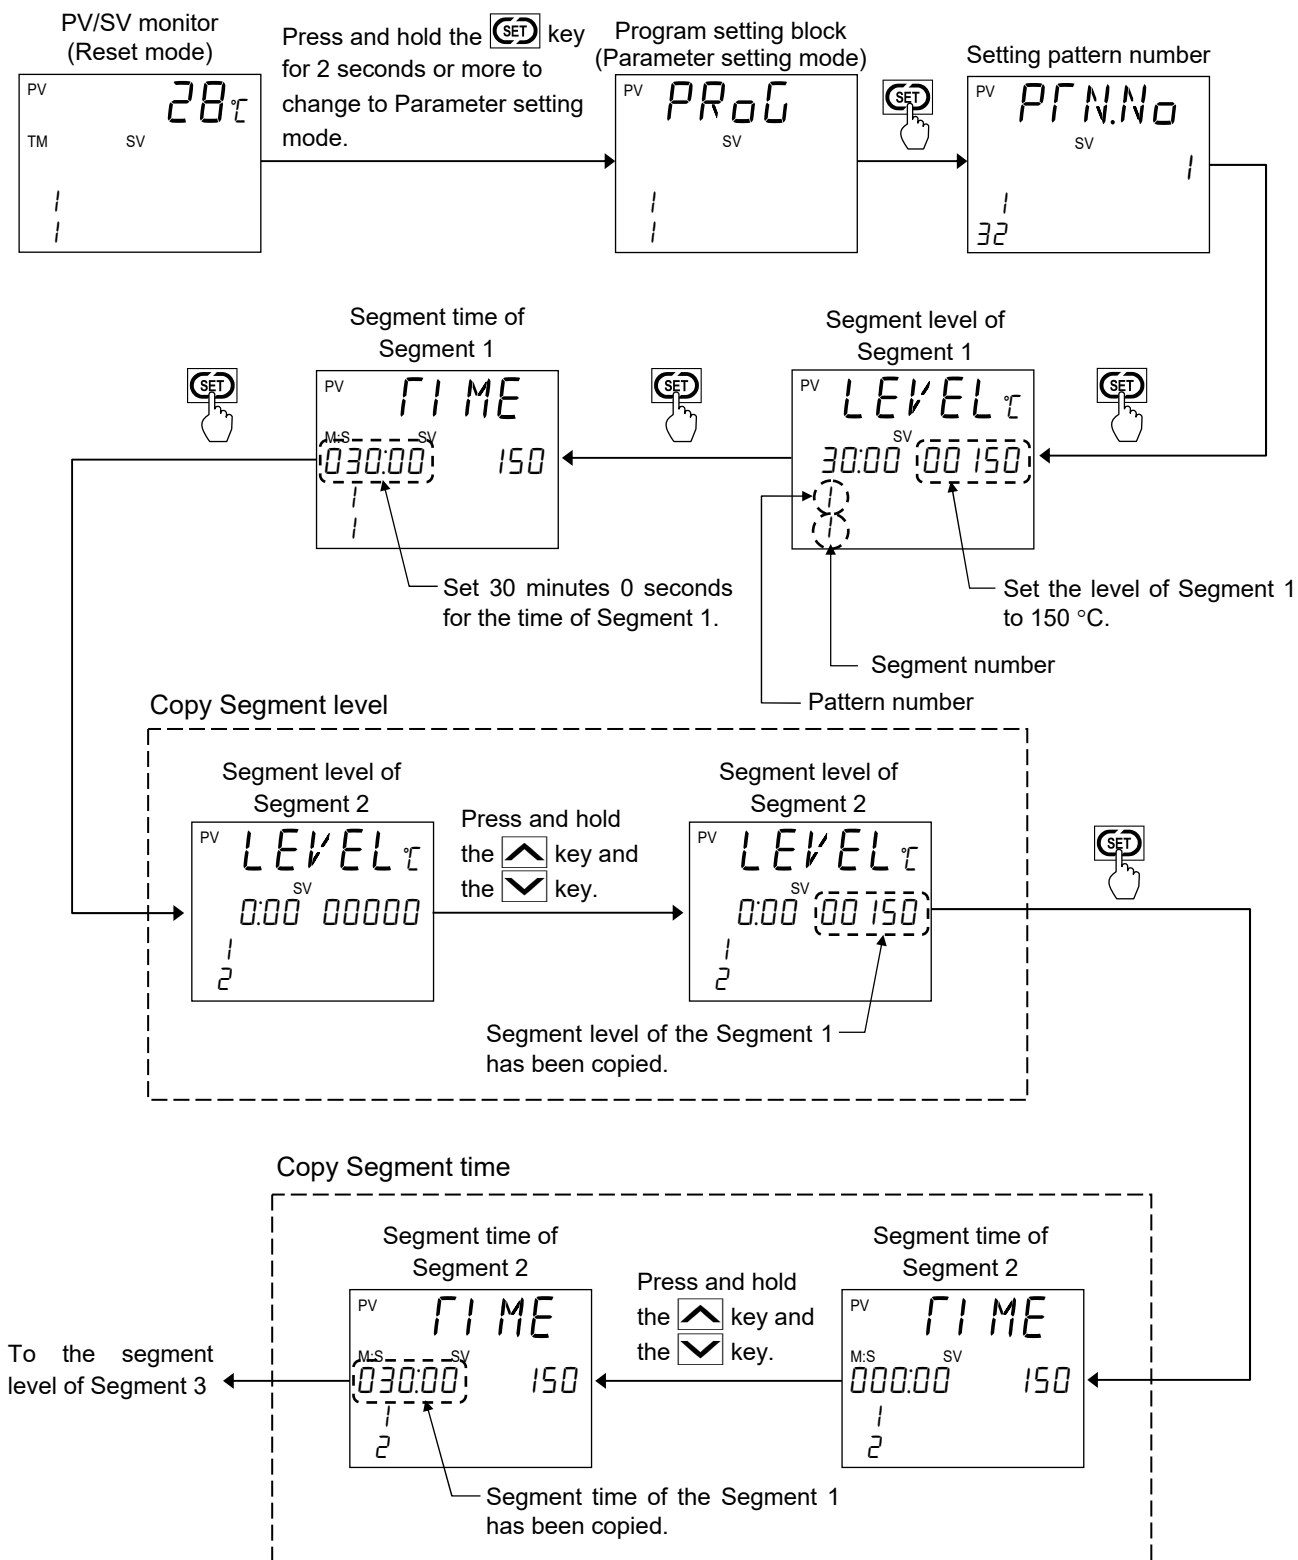 PV/SV monitor
(Reset mode)
PV
28 °C
TM SV
1
1
Press and hold the SET key
for 2 seconds or more to
change to Parameter setting
mode.
Program setting block
(Parameter setting mode)
PV
PRoG
SV
1
1
SET
Setting pattern number
PV
PTN.No
SV
1
1
32
SET
Segment level of
Segment 1
PV
LEVEL °C
SV
30:00 00150
1
1
Set the level of Segment 1
to 150 °C.
Segment number
Pattern number
SET
Segment time of
Segment 1
PV
TIME
M:S SV
030:00 150
1
1
Set 30 minutes 0 seconds
for the time of Segment 1.
SET
Copy Segment level
Segment level of
Segment 2
PV
LEVEL °C
SV
0:00 00000
1
2
Press and hold
the key and
the key.
Segment level of
Segment 2
PV
LEVEL °C
SV
0:00 00150
1
2
Segment level of the Segment 1
has been copied.
SET
Copy Segment time
Segment time of
Segment 2
PV
TIME
M:S SV
000:00 150
1
2
Press and hold
the key and
the key.
Segment time of
Segment 2
PV
TIME
M:S SV
030:00 150
1
2
Segment time of the Segment 1
has been copied.
To the segment
level of Segment 3